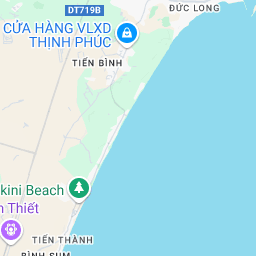 DT719B
ĐỨC LONG
CỬA HÀNG VLXD
THỊNH PHÚC
TIẾN BÌNH
kini Beach
Thiết
TIẾN THÀNH
BÌNH SUM